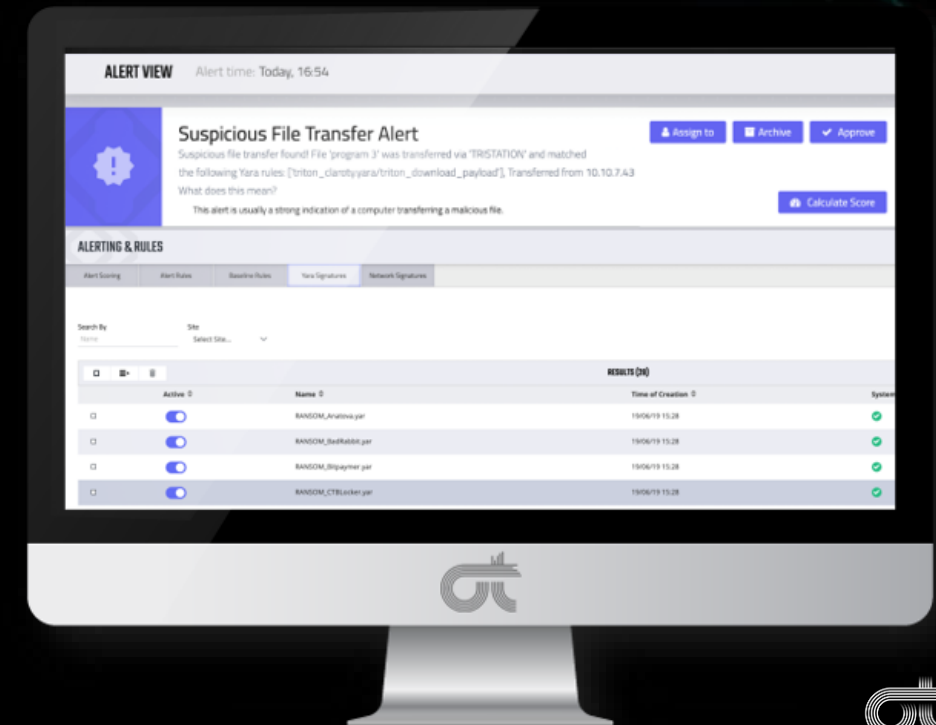 ALERT VIEW Alert time: Today, 16:54
Suspicious File Transfer Alert
Assign to Archive Approve
Suspicious file transfer found! File 'program 3' was transferred via 'TRISTATION' and matched
the following Yara rules: ['triton_claroty.yara/triton_download_payload'], Transferred from 10.10.7.43
What does this mean?
This alert is usually a strong indication of a computer transferring a malicious file.
Calculate Score
ALERTING & RULES
Alert Scoring Alert Rules Baseline Rules Yara Signatures Network Signatures
Search By Site
Name Select Site...
RESULTS (28)
Active Name Time of Creation System
RANSOM_Anatova.yar 19/06/19 15:28
RANSOM_BadRabbit.yar 19/06/19 15:28
RANSOM_Bitpaymer.yar 19/06/19 15:28
RANSOM_CTBLocker.yar 19/06/19 15:28